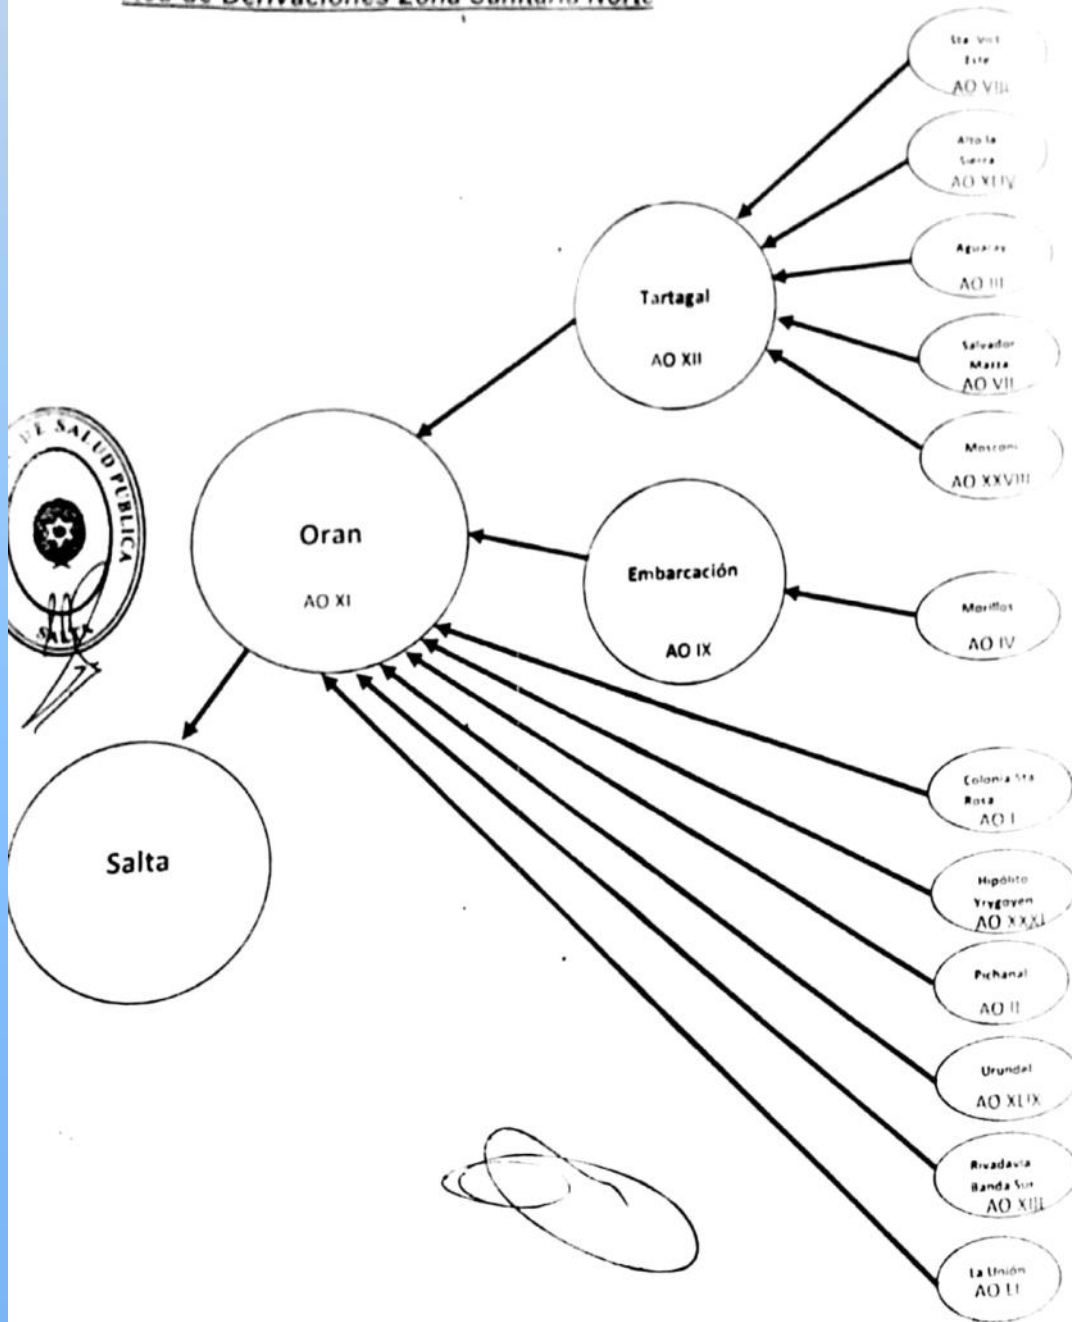 de Derivaciones Zona Sanitaria Norte
Sta. Vict.
Este
AO VIII
Alto la
Sierra
AO XLIV
Aguaray
AO III
Salvador
Mazza
AO VII
Mosconi
AO XXVIII
Tartagal
AO XII
DE SALUD PÚBLICA
SALTA
Oran
AO XI
Embarcación
AO IX
Morillos
AO IV
Salta
Colonia Sta
Rosa
AO I
Hipólito
Yrygoyen
AO XXXI
Pichanal
AO II
Urundel
AO XLIX
Rivadavia
Banda Sur
AO XIII
La Unión
AO LI